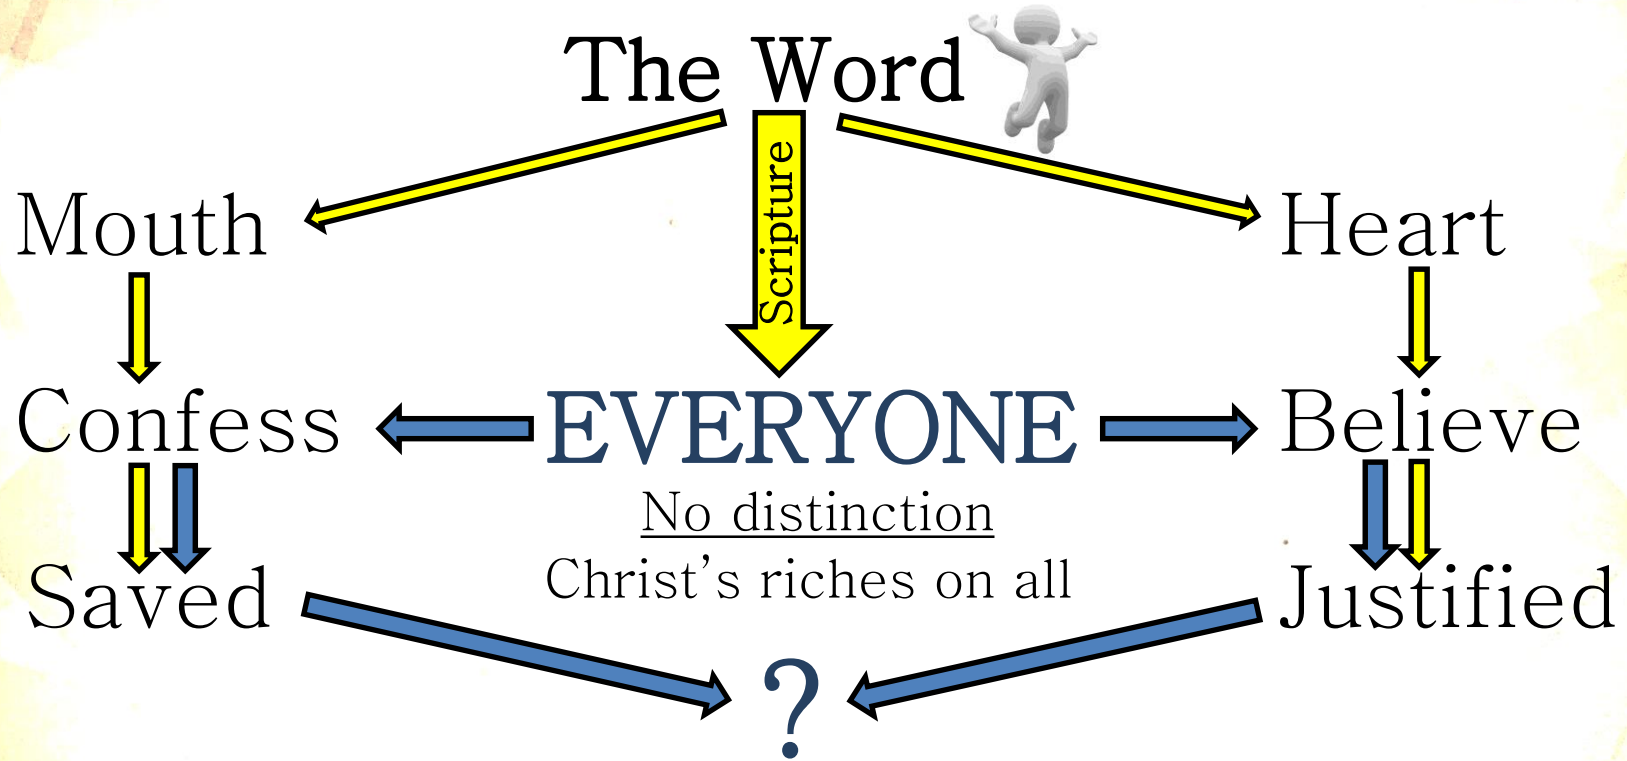 The Word
Scripture
Mouth
Heart
Confess
EVERYONE
Believe
No distinction
Christ’s riches on all
Saved
Justified
?